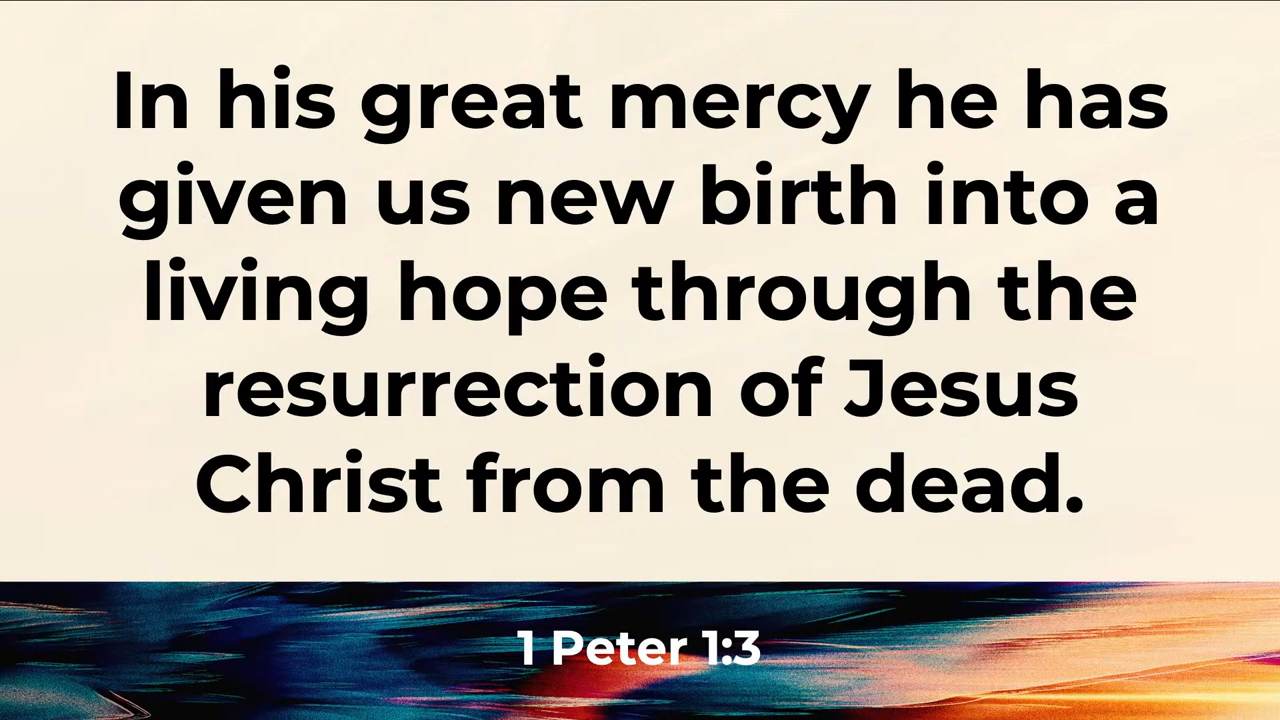 In his great mercy he has
given us new birth into a
living hope through the
resurrection of Jesus
Christ from the dead.
1 Peter 1:3